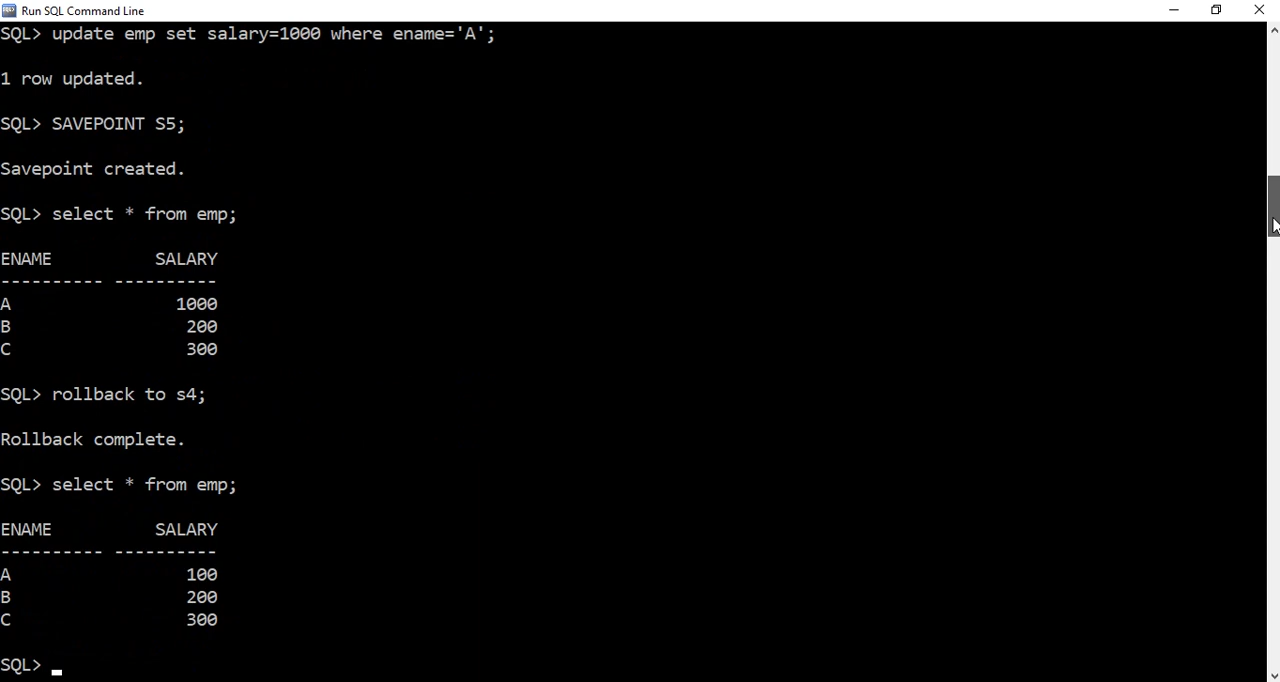 Run SQL Command Line
SQL> update emp set salary=1000 where ename='A';
1 row updated.
SQL> SAVEPOINT S5;
Savepoint created.
SQL> select * from emp;
ENAME          SALARY
---------- ----------
A                1000
B                 200
C                 300
SQL> rollback to s4;
Rollback complete.
SQL> select * from emp;
ENAME          SALARY
---------- ----------
A                 100
B                 200
C                 300
SQL>